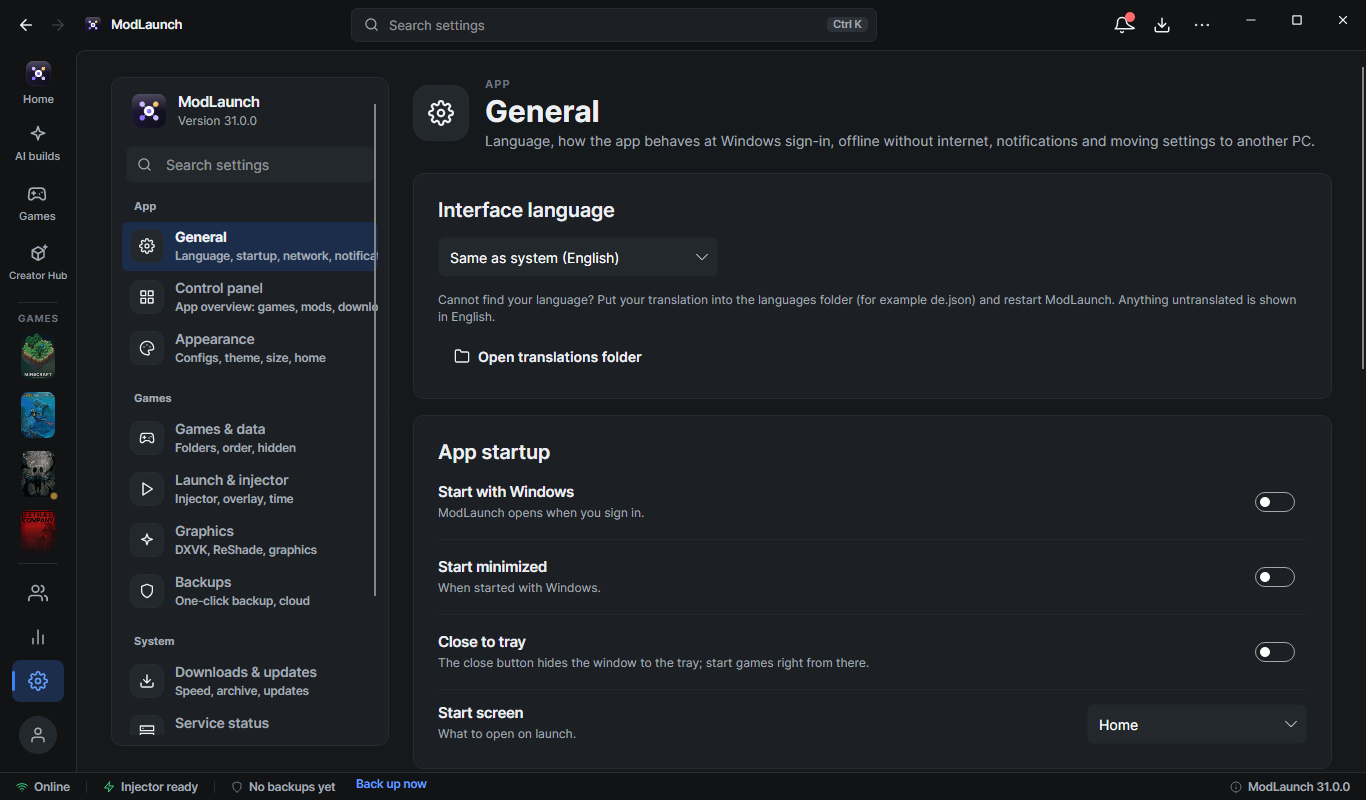 ModLaunch
Search settings
Ctrl K
Home
AI builds
Games
Creator Hub
GAMES
MINECRAFT
LETHAL COMPANY
ModLaunch
Version 31.0.0
Search settings
App
General
Language, startup, network, notificat
Control panel
App overview: games, mods, downlo
Appearance
Configs, theme, size, home
Games
Games & data
Folders, order, hidden
Launch & injector
Injector, overlay, time
Graphics
DXVK, ReShade, graphics
Backups
One-click backup, cloud
System
Downloads & updates
Speed, archive, updates
Service status
APP
General
Language, how the app behaves at Windows sign-in, offline without internet, notifications and moving settings to another PC.
Interface language
Same as system (English)
Cannot find your language? Put your translation into the languages folder (for example de.json) and restart ModLaunch. Anything untranslated is shown
in English.
Open translations folder
App startup
Start with Windows
ModLaunch opens when you sign in.
Start minimized
When started with Windows.
Close to tray
The close button hides the window to the tray; start games right from there.
Start screen
What to open on launch.
Home
Online
Injector ready
No backups yet
Back up now
ModLaunch 31.0.0